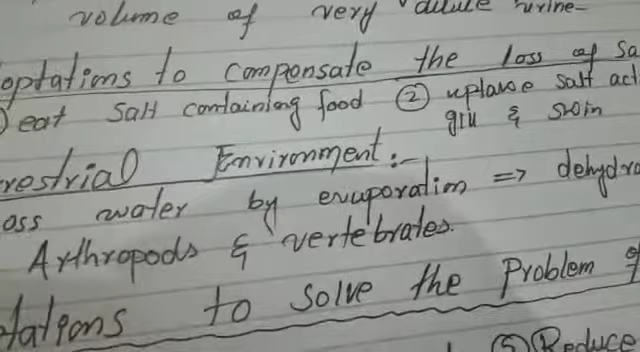 volume of very dilute urine-
optations to compensate the loss of sa
eat salt containing food ② uptake salt act
gill & skin
restrial Environment:-
oss water by evaporation => dehydra
Arthropods & vertebrates.
tations to solve the Problem of
⑤ Reduce